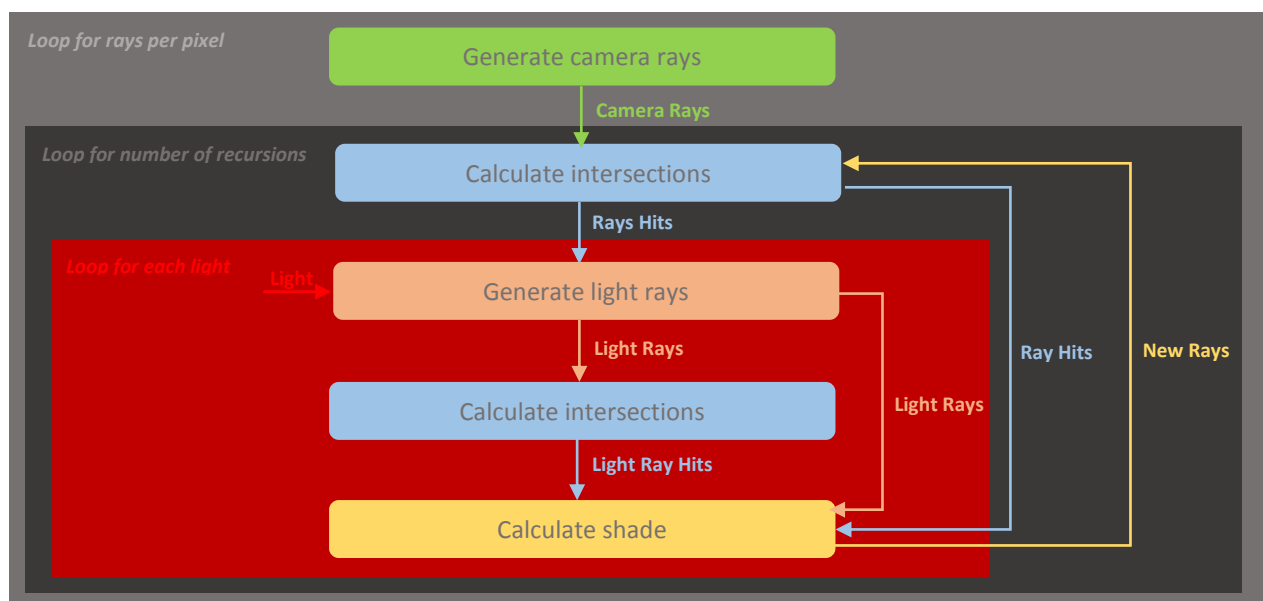 Loop for rays per pixel
Generate camera rays
Camera Rays
Loop for number of recursions
Calculate intersections
Rays Hits
Loop for each light
Light
Generate light rays
Light Rays
Ray Hits
New Rays
Calculate intersections
Light Rays
Light Ray Hits
Calculate shade